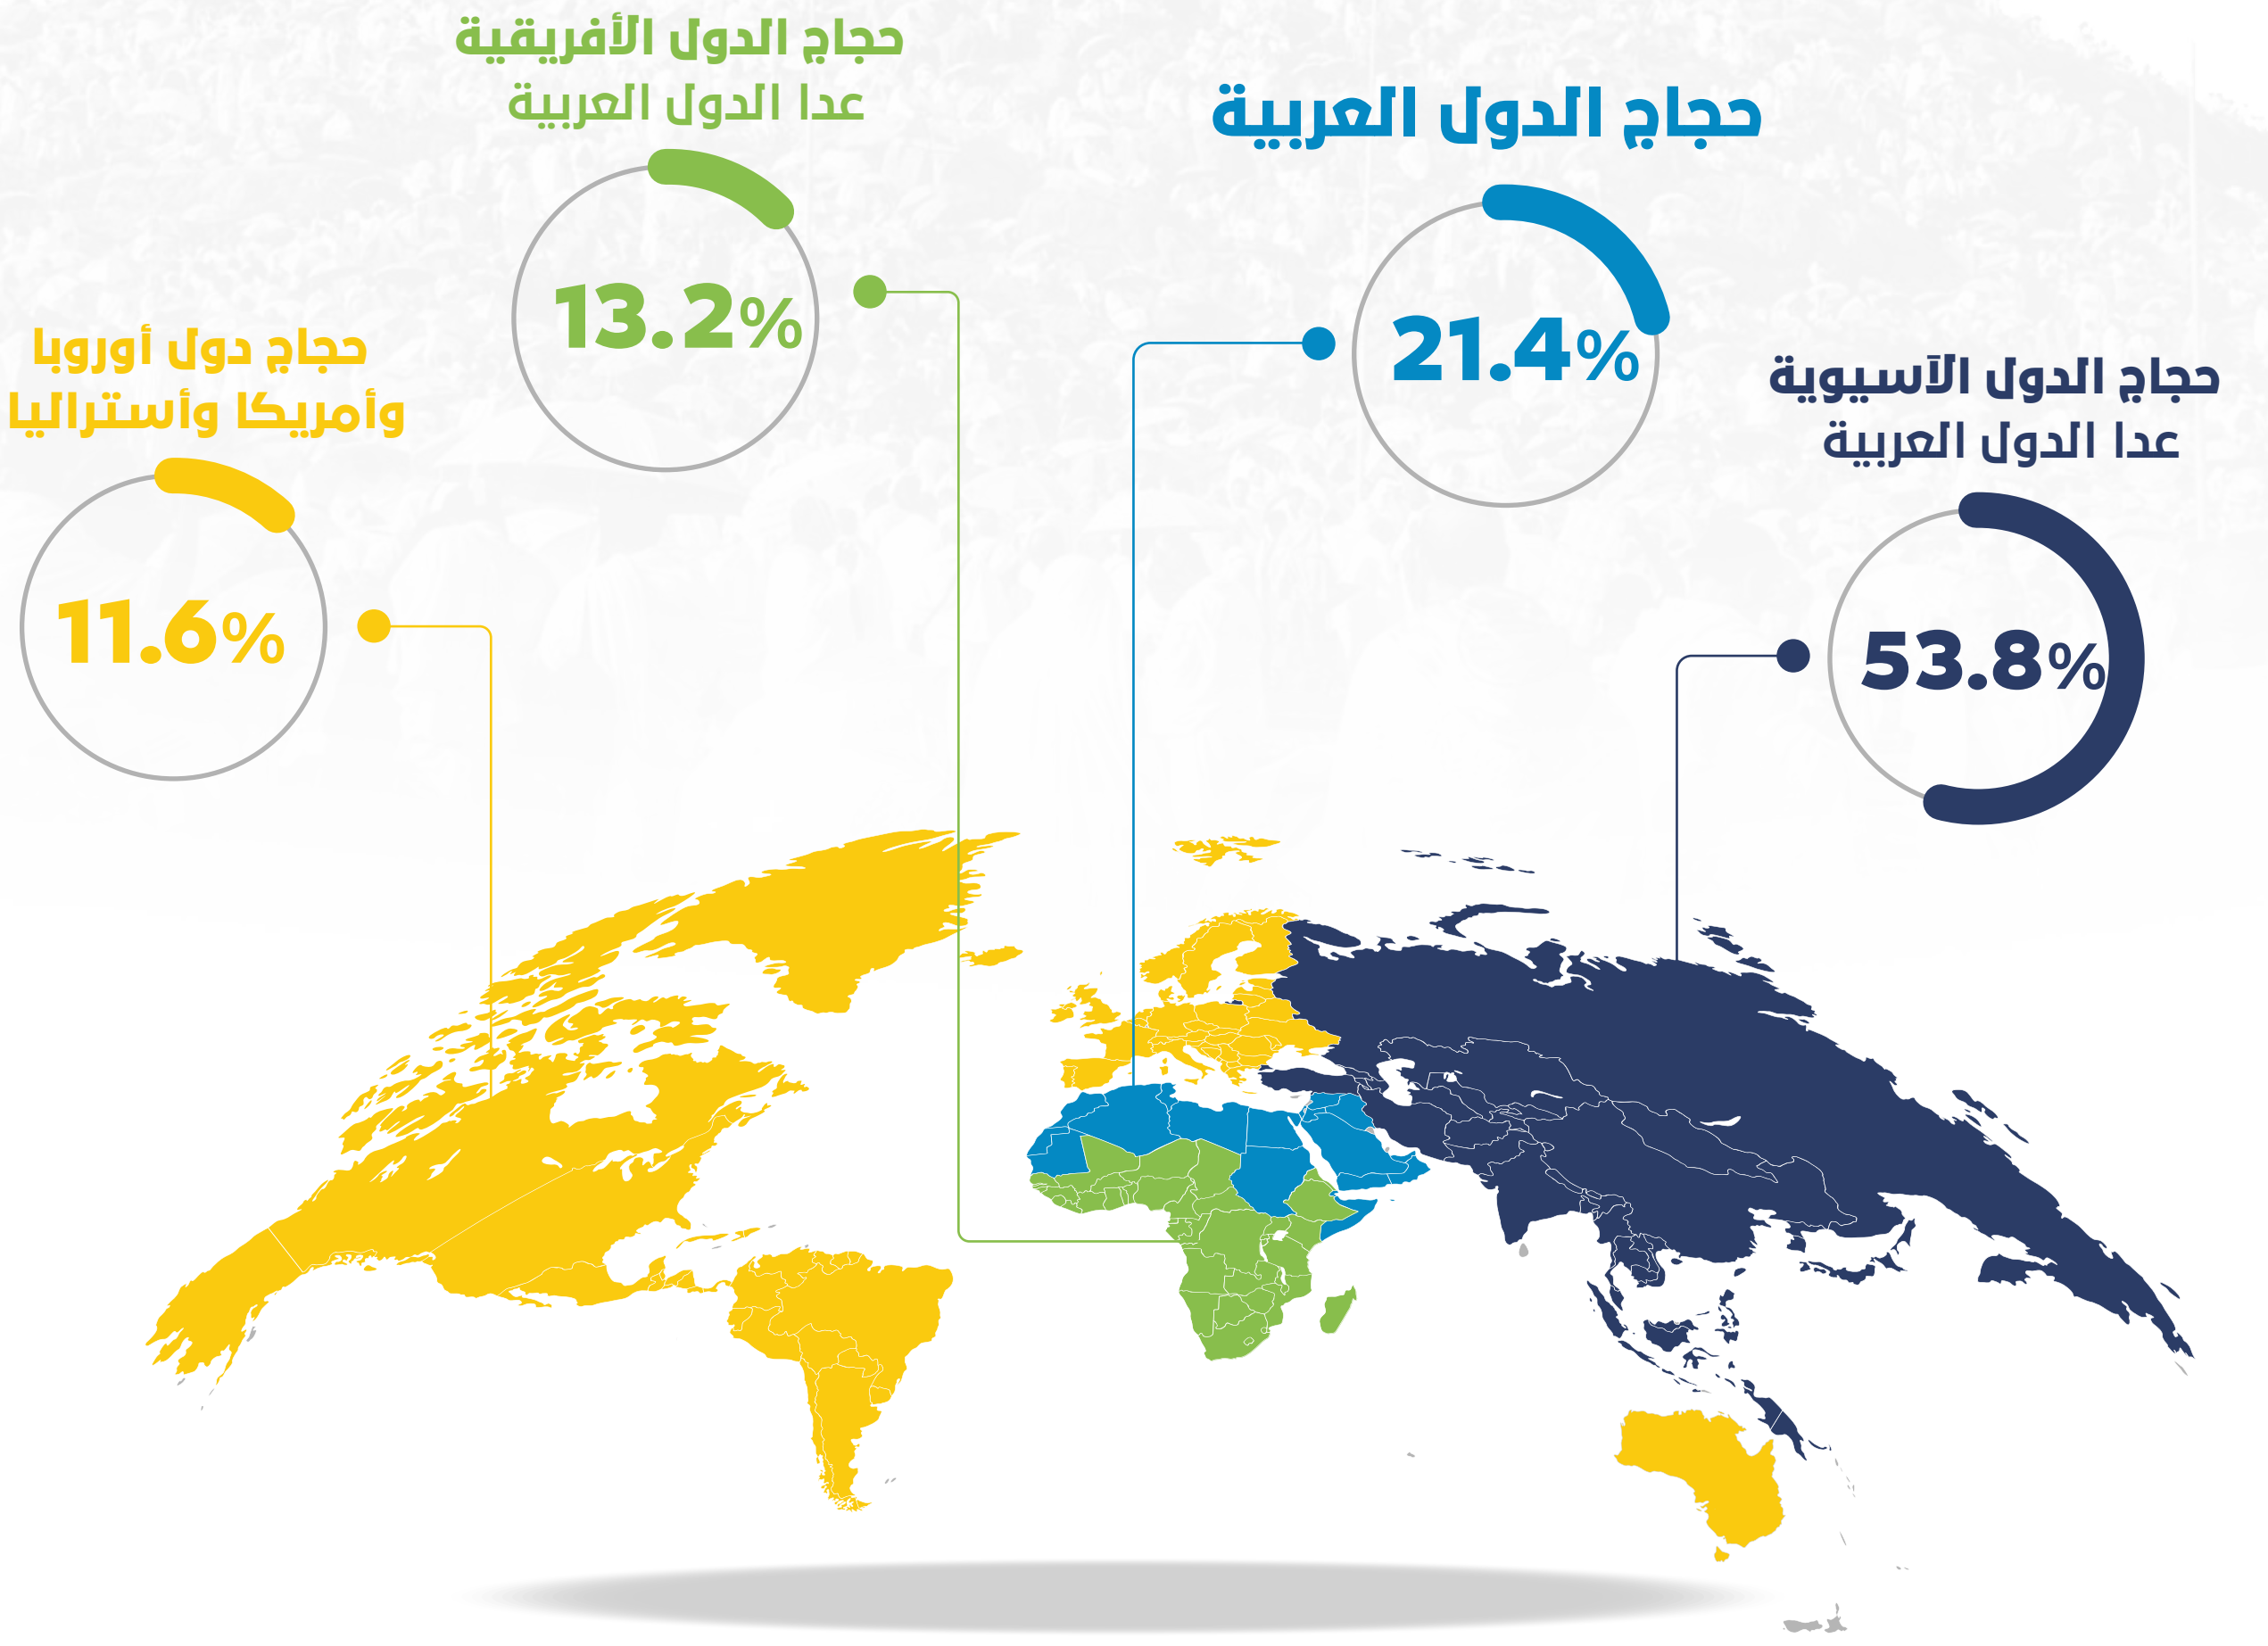 حجاج الدول الآسيوية
عدا الدول العربية
53.8%
حجاج الدول العربية
21.4%
حجاج الدول الأفريقية
عدا الدول العربية
13.2%
حجاج دول أوروبا
وأمريكا وأستراليا
11.6%